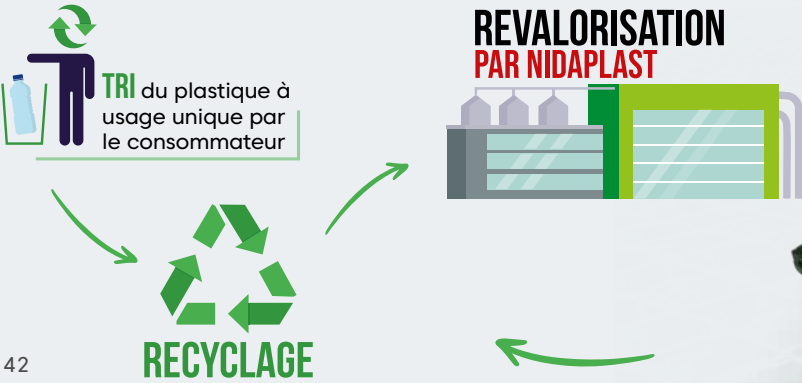 REVALORISATION
PAR NIDAPLAST
TRI du plastique à
usage unique par
le consommateur
RECYCLAGE
42